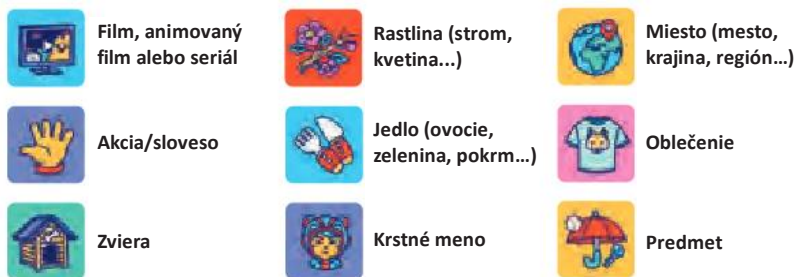 Film, animovaný
film alebo seriál
Rastlina (strom,
kvetina...)
Miesto (mesto,
krajina, región…)
Akcia/sloveso
Jedlo (ovocie,
zelenina, pokrm…)
Oblečenie
Zviera
Krstné meno
Predmet